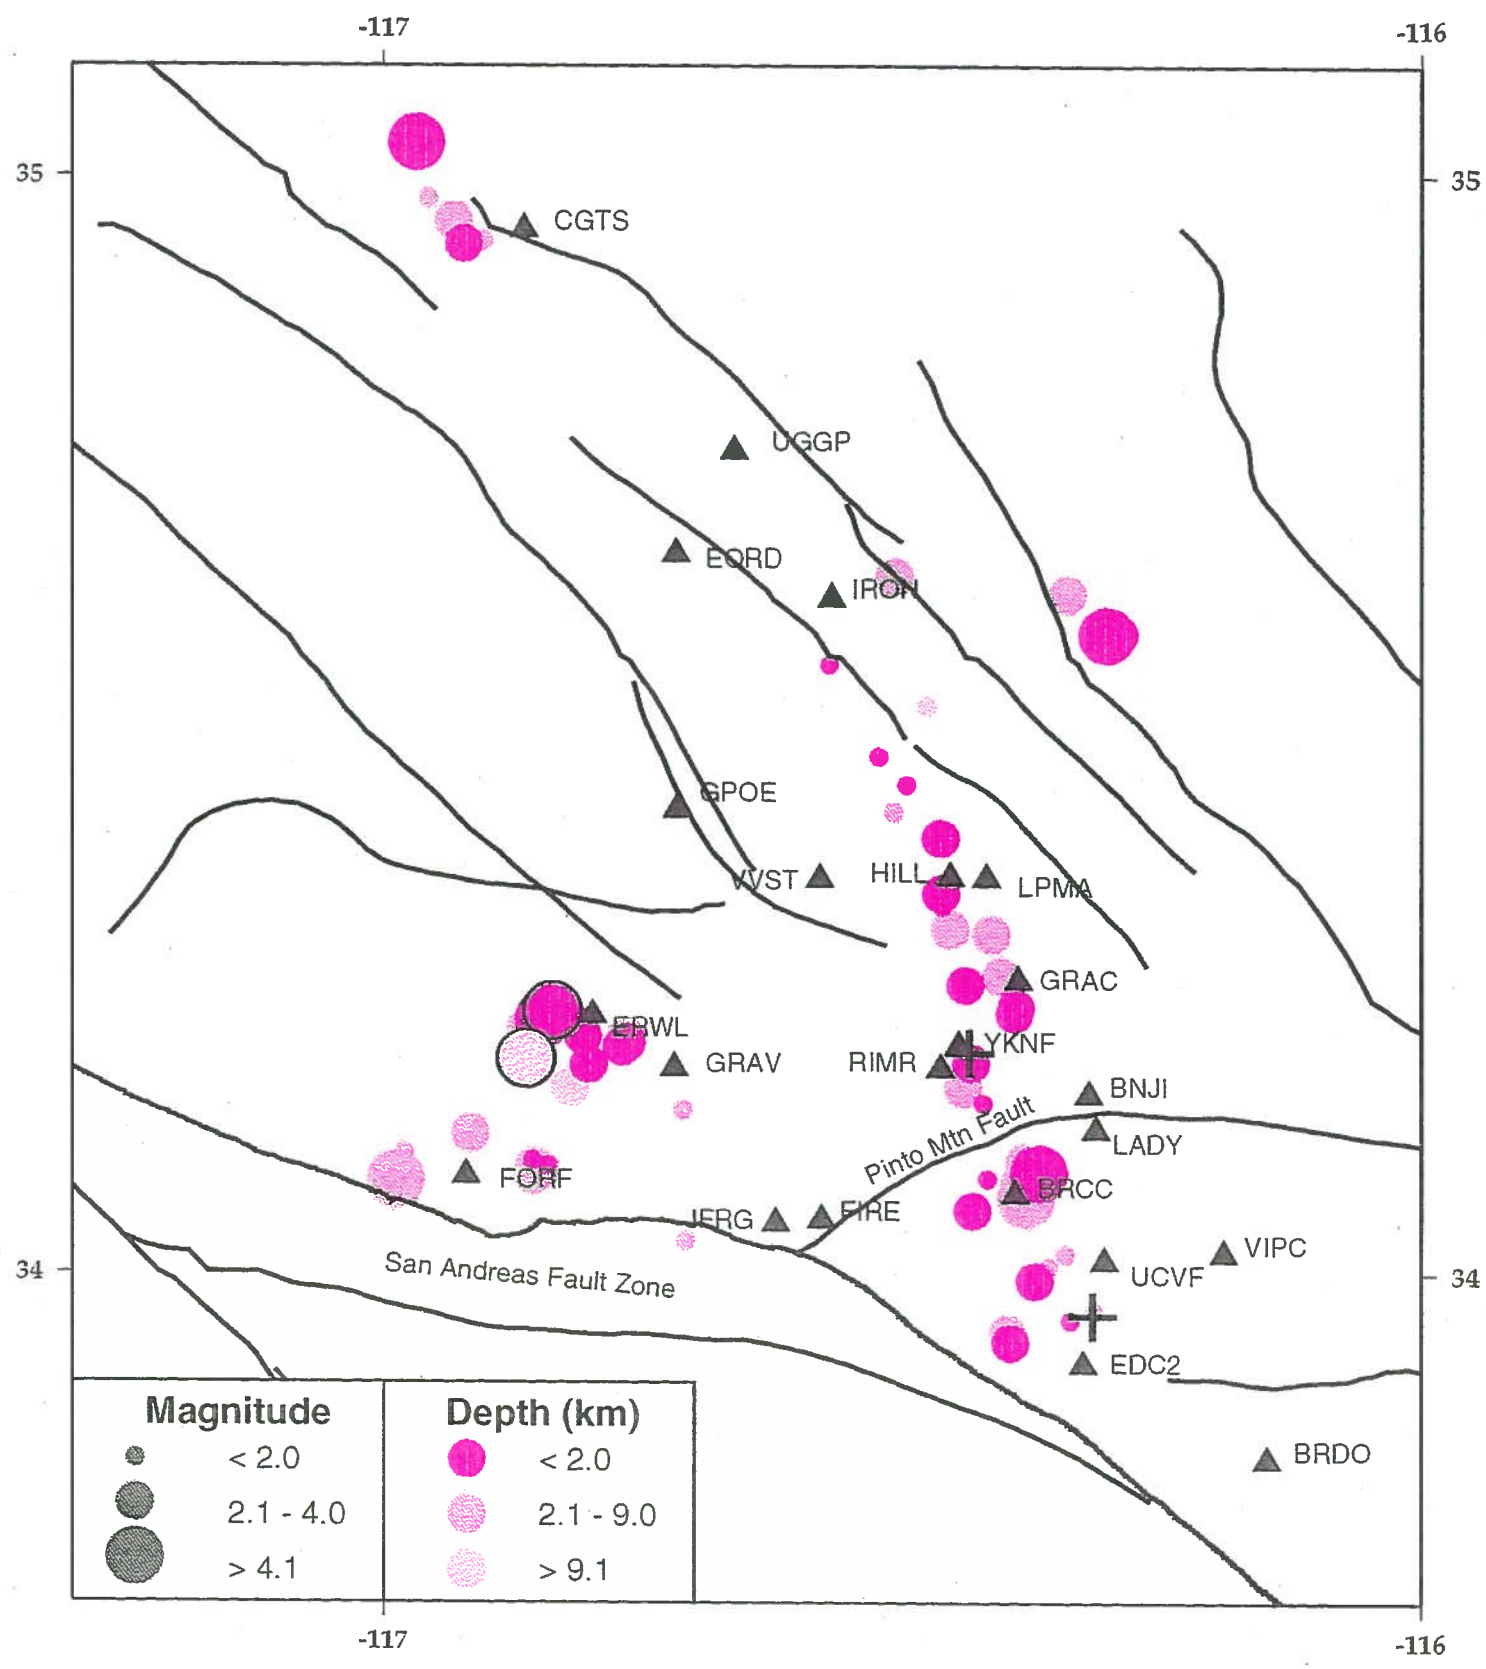 -117
-116
35
35
CGTS
UGGP
EORD
IRON
GPOE
VVST
HILL
LPMA
GRAC
ERWL
YKNF
GRAV
RIMR
BNJI
LADY
Pinto Mtn Fault
FORF
BRCC
IFRG
FIRE
VIPC
San Andreas Fault Zone
UCVF
34
34
EDC2
BRDO
Magnitude
< 2.0
2.1 - 4.0
> 4.1
Depth (km)
< 2.0
2.1 - 9.0
> 9.1
-117
-116